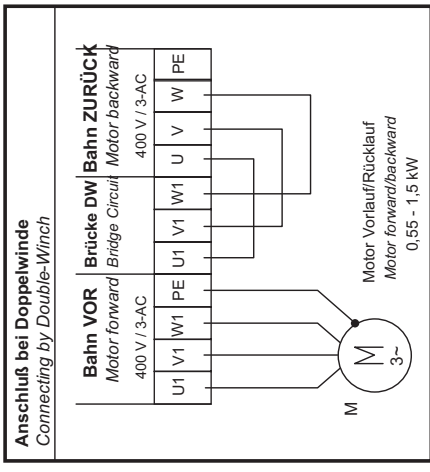 Anschluß bei Doppelwinde
Connecting by Double-Winch
Bahn VOR
Motor forward
400 V / 3-AC
Brücke DW
Bridge Circuit
Bahn ZURÜCK
Motor backward
400 V / 3-AC
U1 V1 W1 PE U1 V1 W1 U V W PE
M
M
3~
Motor Vorlauf/Rücklauf
Motor forward/backward
0,55 - 1,5 kW